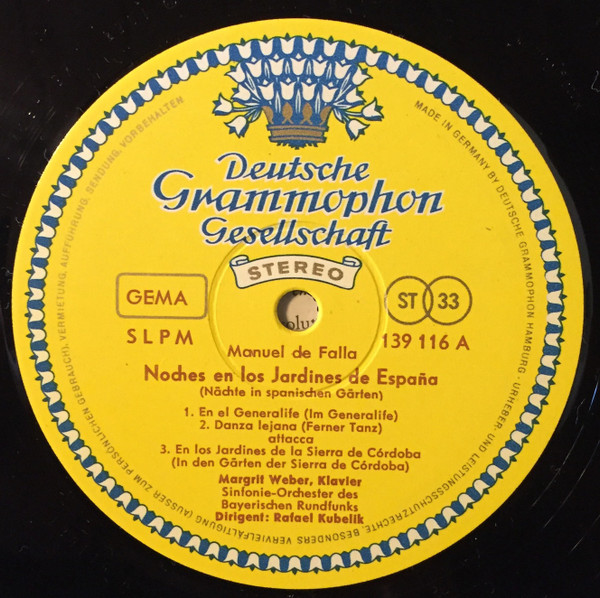 Deutsche
Grammophon
Gesellschaft
STEREO
GEMA
ST 33
SLPM
139 116 A
Manuel de Falla
Noches en los Jardines de España
(Nächte in spanischen Gärten)
1. En el Generalife (Im Generalife)
2. Danza lejana (Ferner Tanz)
attacca
3. En los Jardines de la Sierra de Córdoba
(In den Gärten der Sierra de Córdoba)
Margrit Weber, Klavier
Sinfonie-Orchester des
Bayerischen Rundfunks
Dirigent: Rafael Kubelik
MADE IN GERMANY BY DEUTSCHE GRAMMOPHON HAMBURG · URHEBER- UND LEISTUNGSSCHUTZRECHTE, BESONDERS VERVIELFÄLTIGUNG (AUSSER ZUM PERSÖNLICHEN GEBRAUCH), VERMIETUNG, AUFFÜHRUNG, SENDUNG, VORBEHALTEN